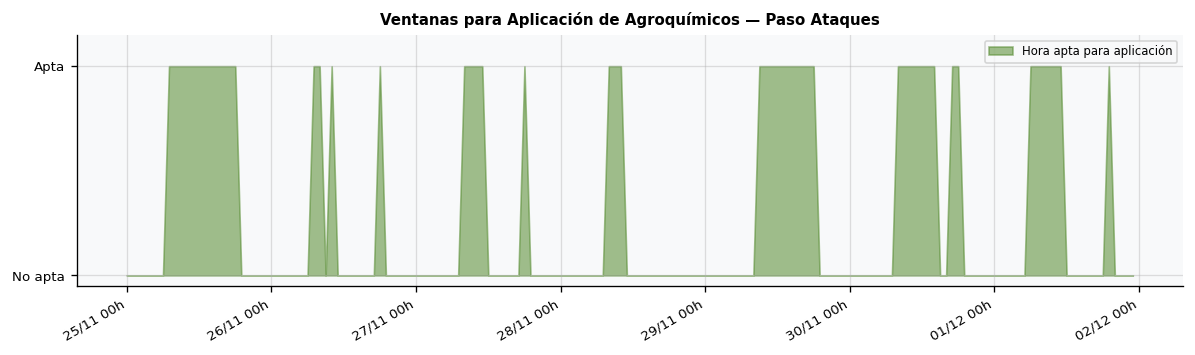 Ventanas para Aplicación de Agroquímicos — Paso Ataques
Hora apta para aplicación
Apta
No apta
25/11 00h
26/11 00h
27/11 00h
28/11 00h
29/11 00h
30/11 00h
01/12 00h
02/12 00h